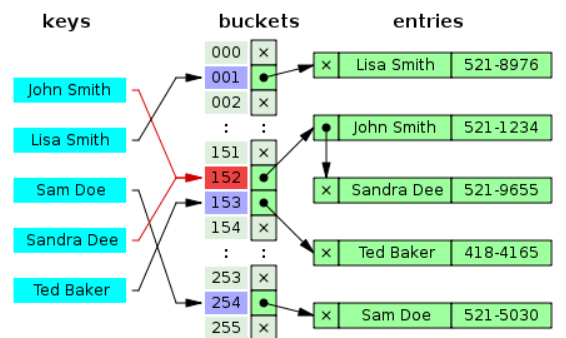 keys buckets entries
000 ×
× Lisa Smith 521-8976
001
John Smith
002 ×
: :
John Smith 521-1234
Lisa Smith
151 ×
152
Sam Doe
× Sandra Dee 521-9655
153
154 ×
Sandra Dee
: :
× Ted Baker 418-4165
253 ×
Ted Baker
254
× Sam Doe 521-5030
255 ×